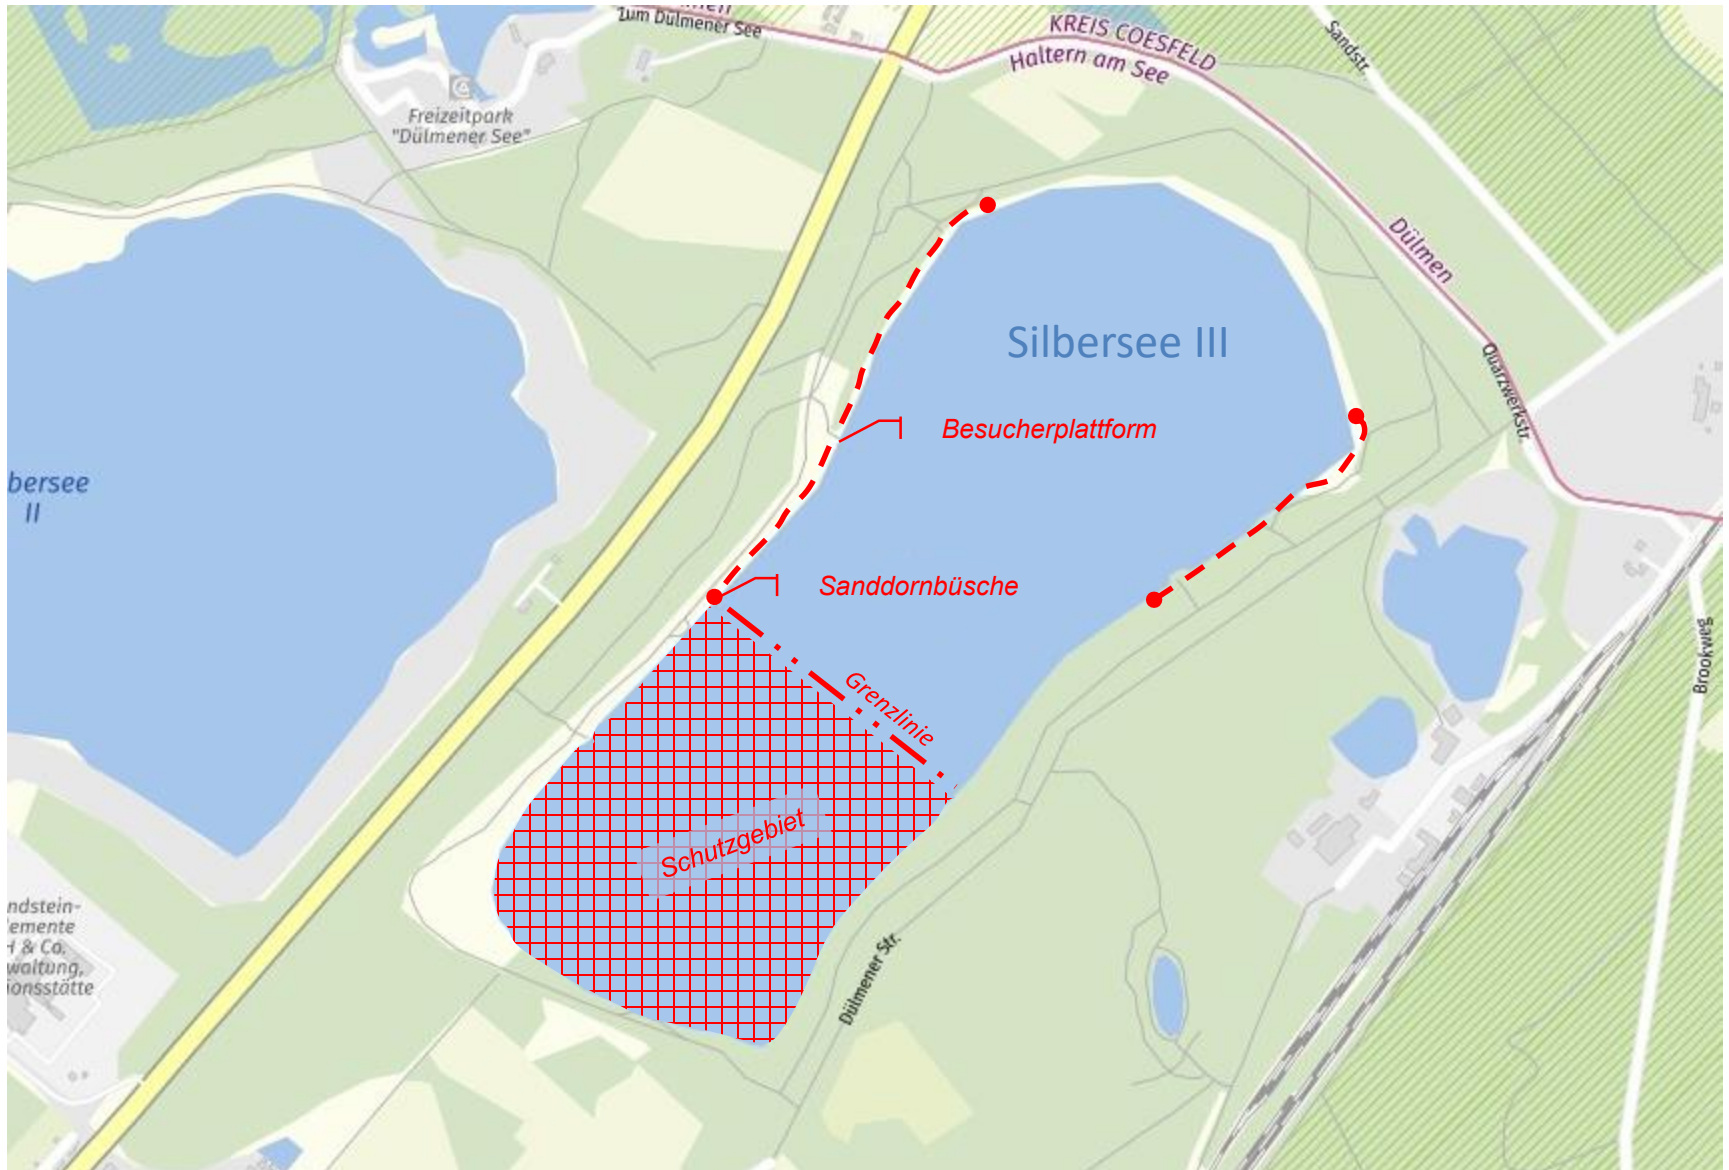 Zum Dülmener See
KREIS COESFELD
Haltern am See
Sandstr.
Freizeitpark
"Dülmener See"
Dülmen
Silbersee III
Quarzwerkstr.
Besucherplattform
bersee
II
Sanddornbüsche
Brookweg
Grenzlinie
Schutzgebiet
ndstein-
emente
H & Co.
waltung,
ionsstätte
Dülmener Str.